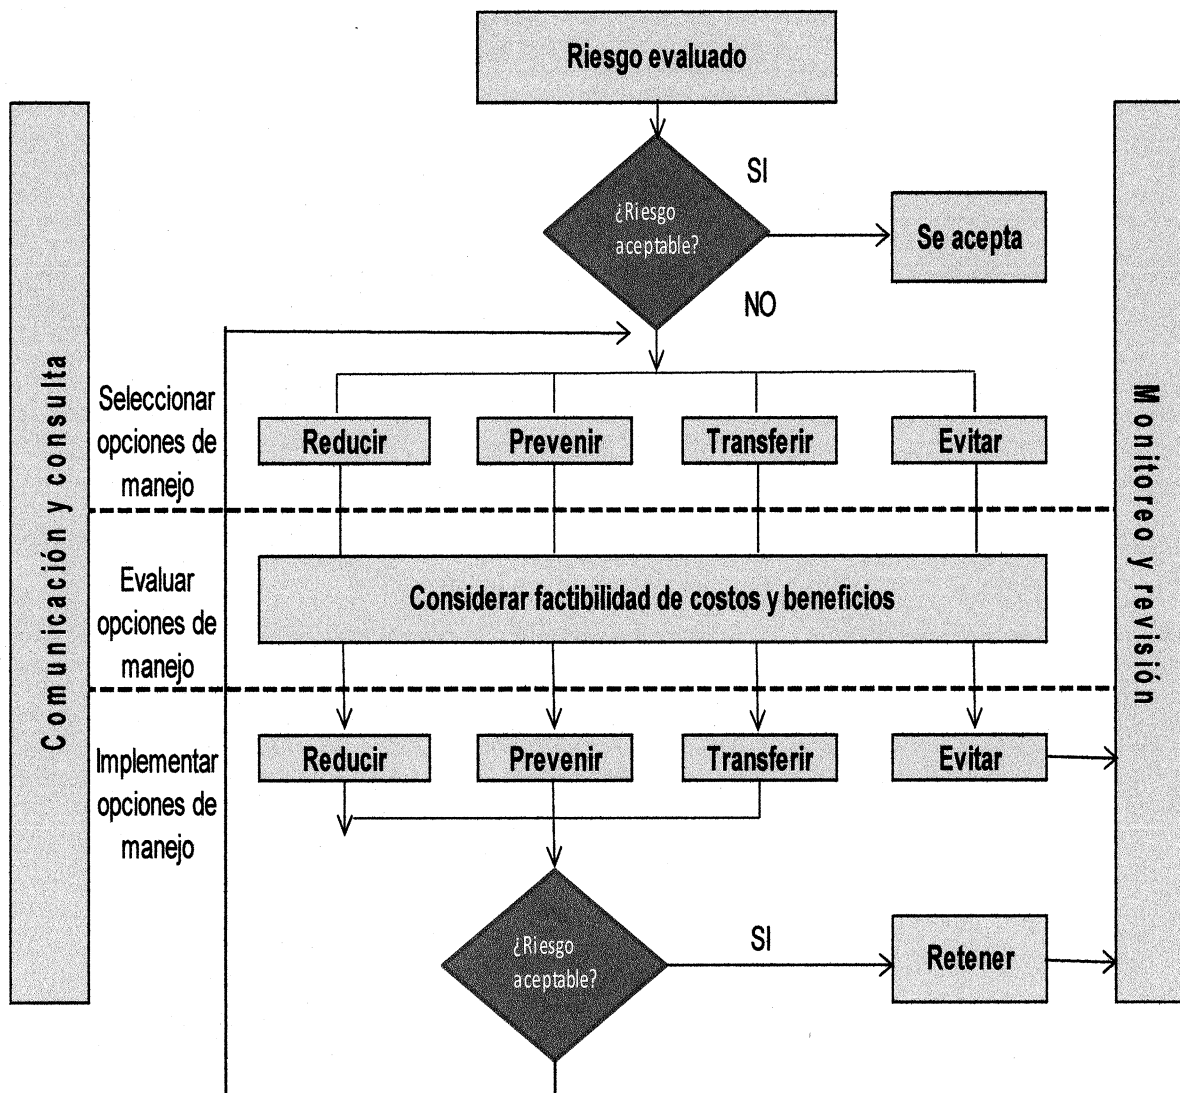 Riesgo evaluado
¿Riesgo
aceptable?
SI
Se acepta
NO
Comunicación y consulta
Monitoreo y revisión
Seleccionar
opciones de
manejo
Reducir
Prevenir
Transferir
Evitar
Evaluar
opciones de
manejo
Considerar factibilidad de costos y beneficios
Implementar
opciones de
manejo
Reducir
Prevenir
Transferir
Evitar
¿Riesgo
aceptable?
SI
Retener